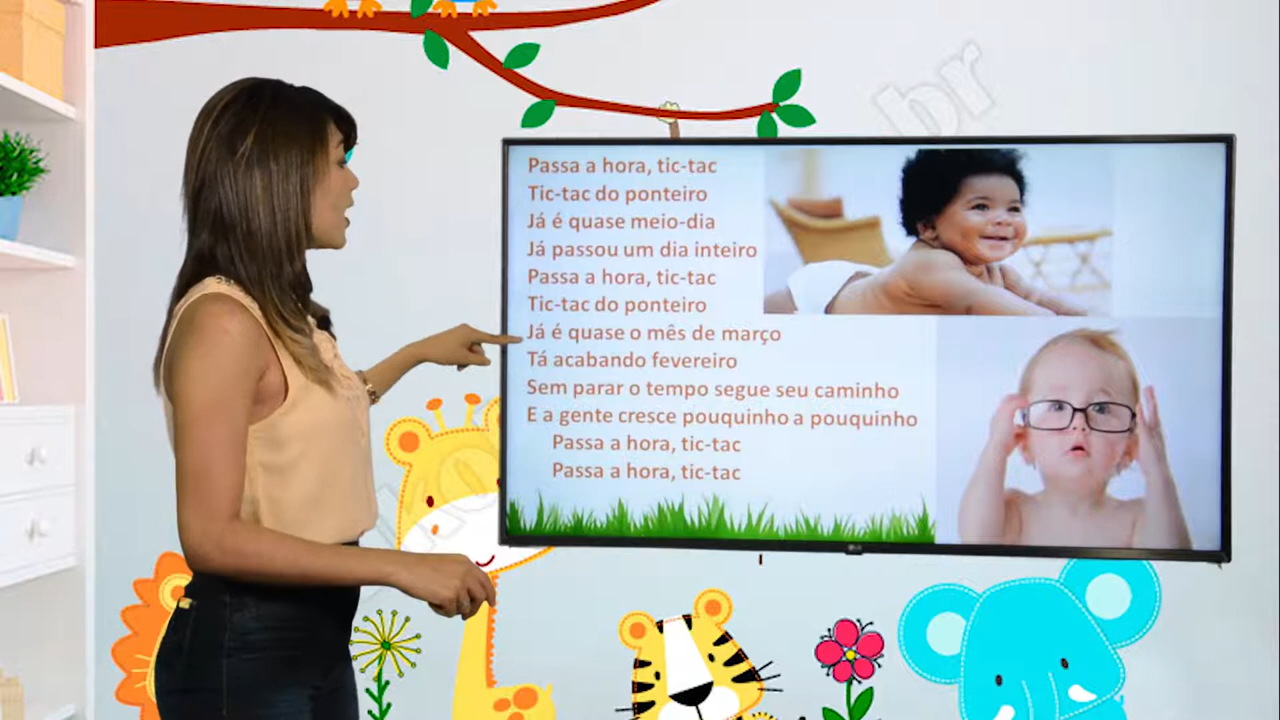 Passa a hora, tic-tac
Tic-tac do ponteiro
Já é quase meio-dia
Já passou um dia inteiro
Passa a hora, tic-tac
Tic-tac do ponteiro
Já é quase o mês de março
Tá acabando fevereiro
Sem parar o tempo segue seu caminho
E a gente cresce pouquinho a pouquinho
Passa a hora, tic-tac
Passa a hora, tic-tac
LG
br